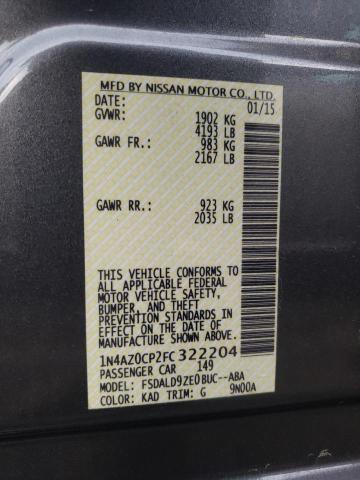 MFD BY NISSAN MOTOR CO., LTD.
DATE: 01/15
GVWR: 1902 KG
4193 LB
GAWR FR.: 983 KG
2167 LB
GAWR RR.: 923 KG
2035 LB
THIS VEHICLE CONFORMS TO
ALL APPLICABLE FEDERAL
MOTOR VEHICLE SAFETY,
BUMPER, AND THEFT
PREVENTION STANDARDS IN
EFFECT ON THE DATE OF
MANUFACTURE SHOWN ABOVE.
1N4AZ0CP2FC322204
PASSENGER CAR 149
MODEL: FSDALD9ZE0BUC--ABA
COLOR: KAD TRIM: G 9N00A